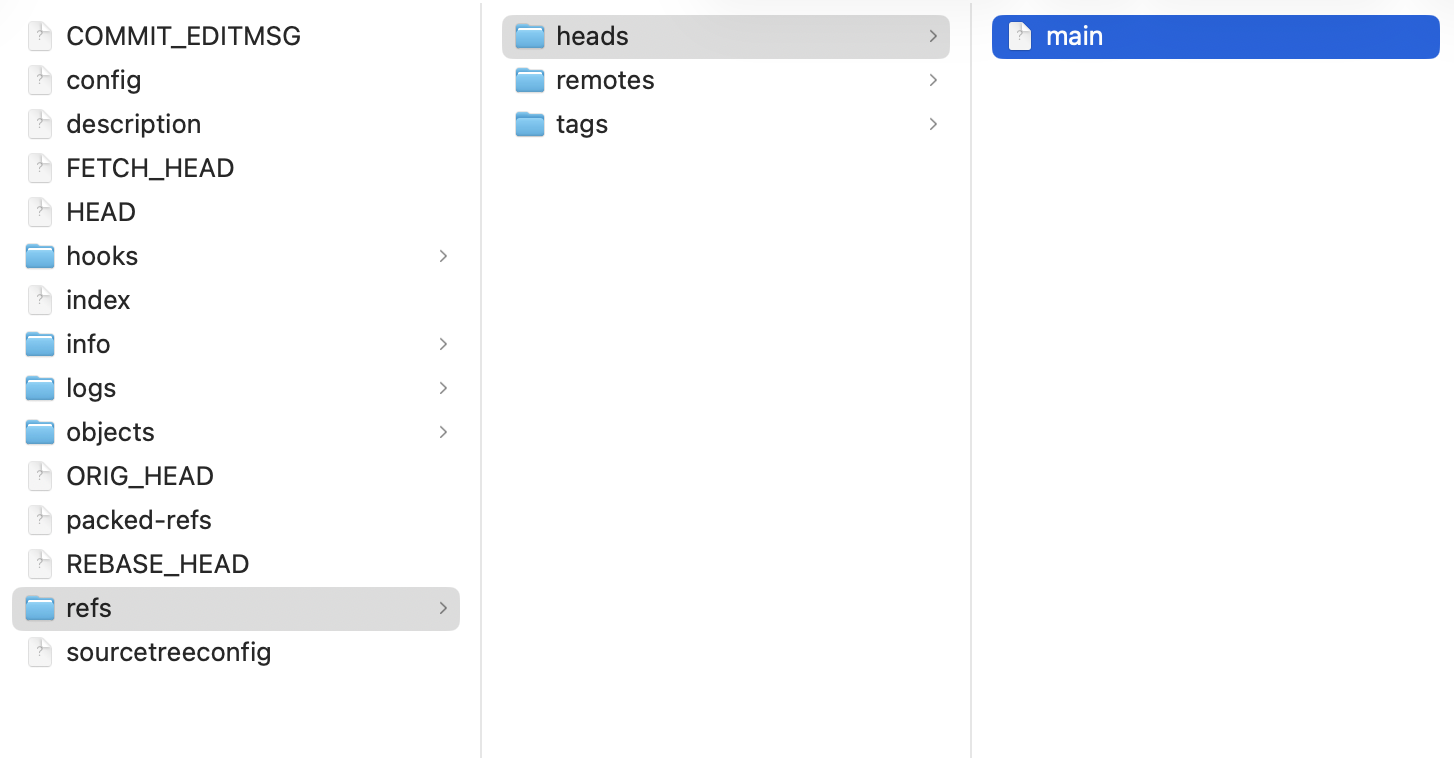 COMMIT_EDITMSG
config
description
FETCH_HEAD
HEAD
hooks
index
info
logs
objects
ORIG_HEAD
packed-refs
REBASE_HEAD
refs
sourcetreeconfig
heads
remotes
tags
main